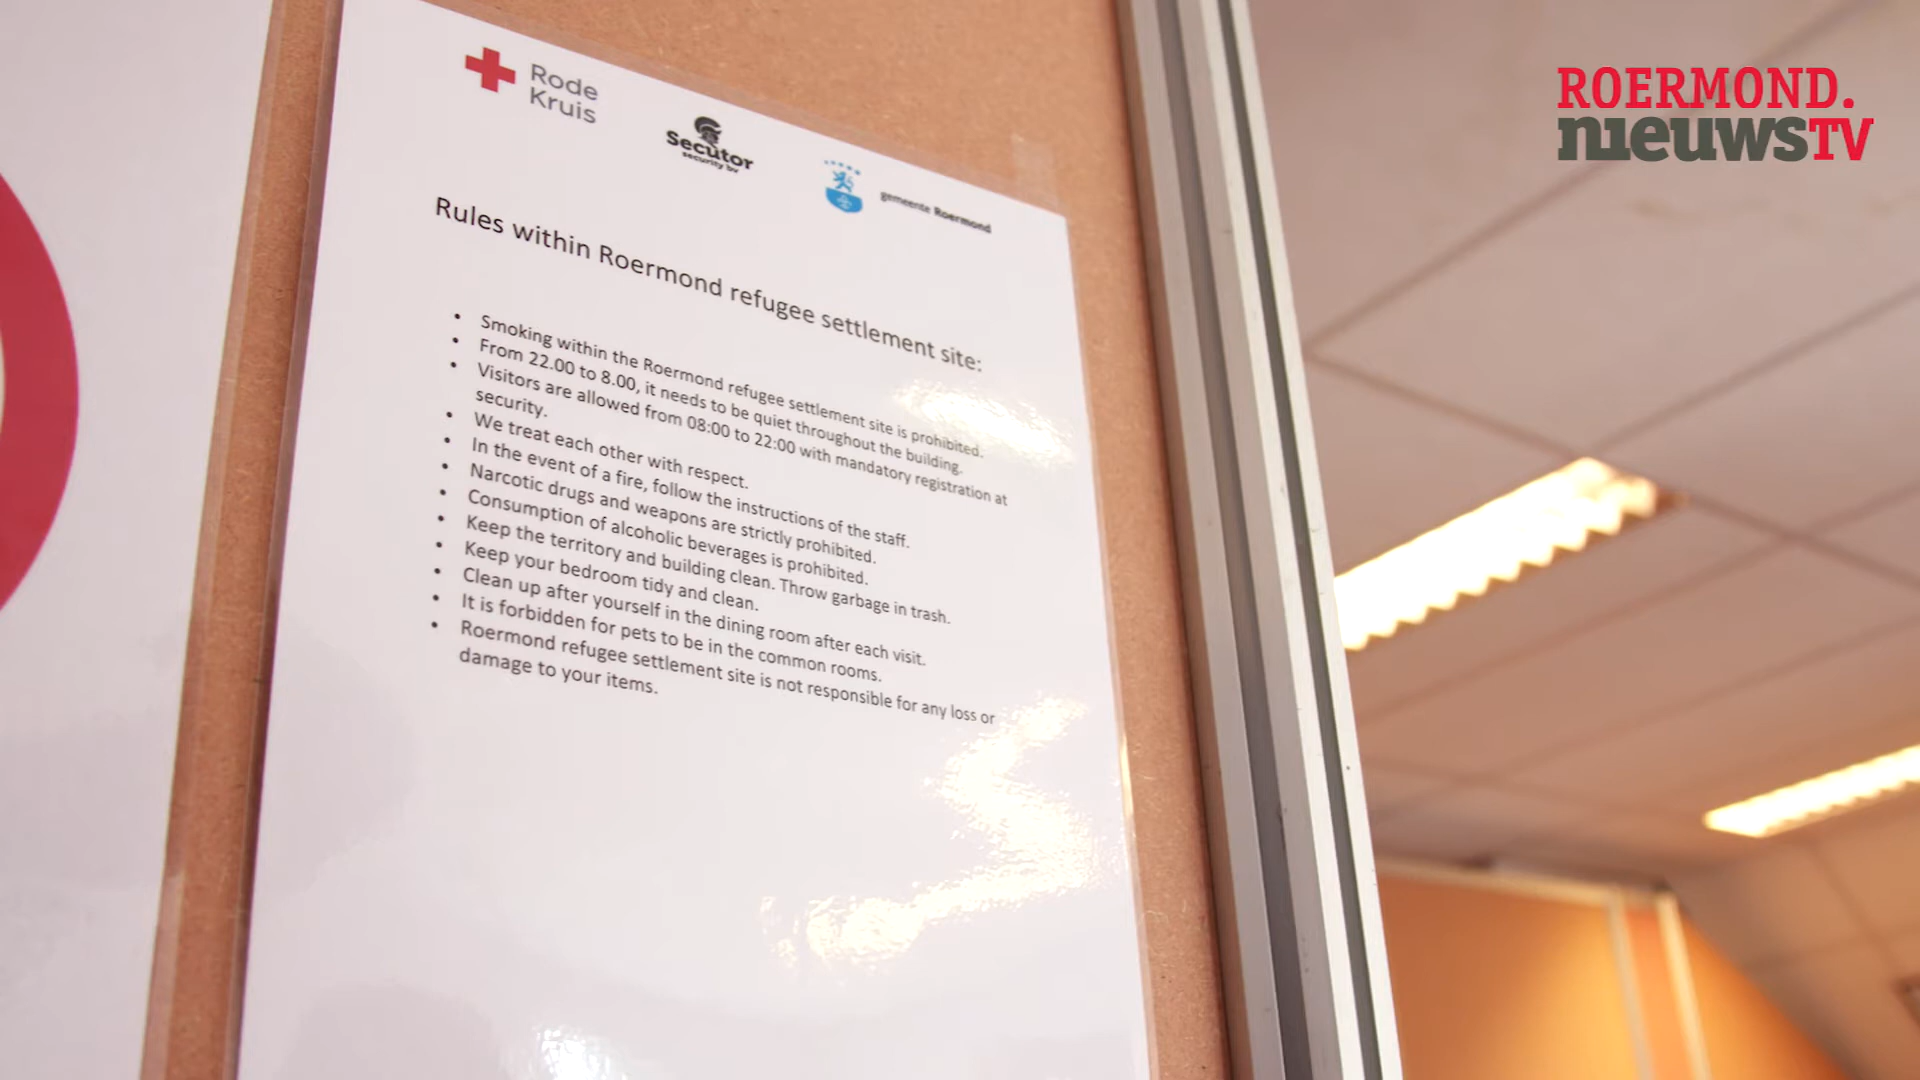 Rode
Kruis
Secutor
security bv
gemeente Roermond
ROERMOND.
nieuwsTV
Rules within Roermond refugee settlement site:
• Smoking within the Roermond refugee settlement site is prohibited.
• From 22.00 to 8.00, it needs to be quiet throughout the building.
• Visitors are allowed from 08:00 to 22:00 with mandatory registration at
security.
• We treat each other with respect.
• In the event of a fire, follow the instructions of the staff.
• Narcotic drugs and weapons are strictly prohibited.
• Consumption of alcoholic beverages is prohibited.
• Keep the territory and building clean. Throw garbage in trash.
• Keep your bedroom tidy and clean.
• Clean up after yourself in the dining room after each visit.
• It is forbidden for pets to be in the common rooms.
• Roermond refugee settlement site is not responsible for any loss or
damage to your items.